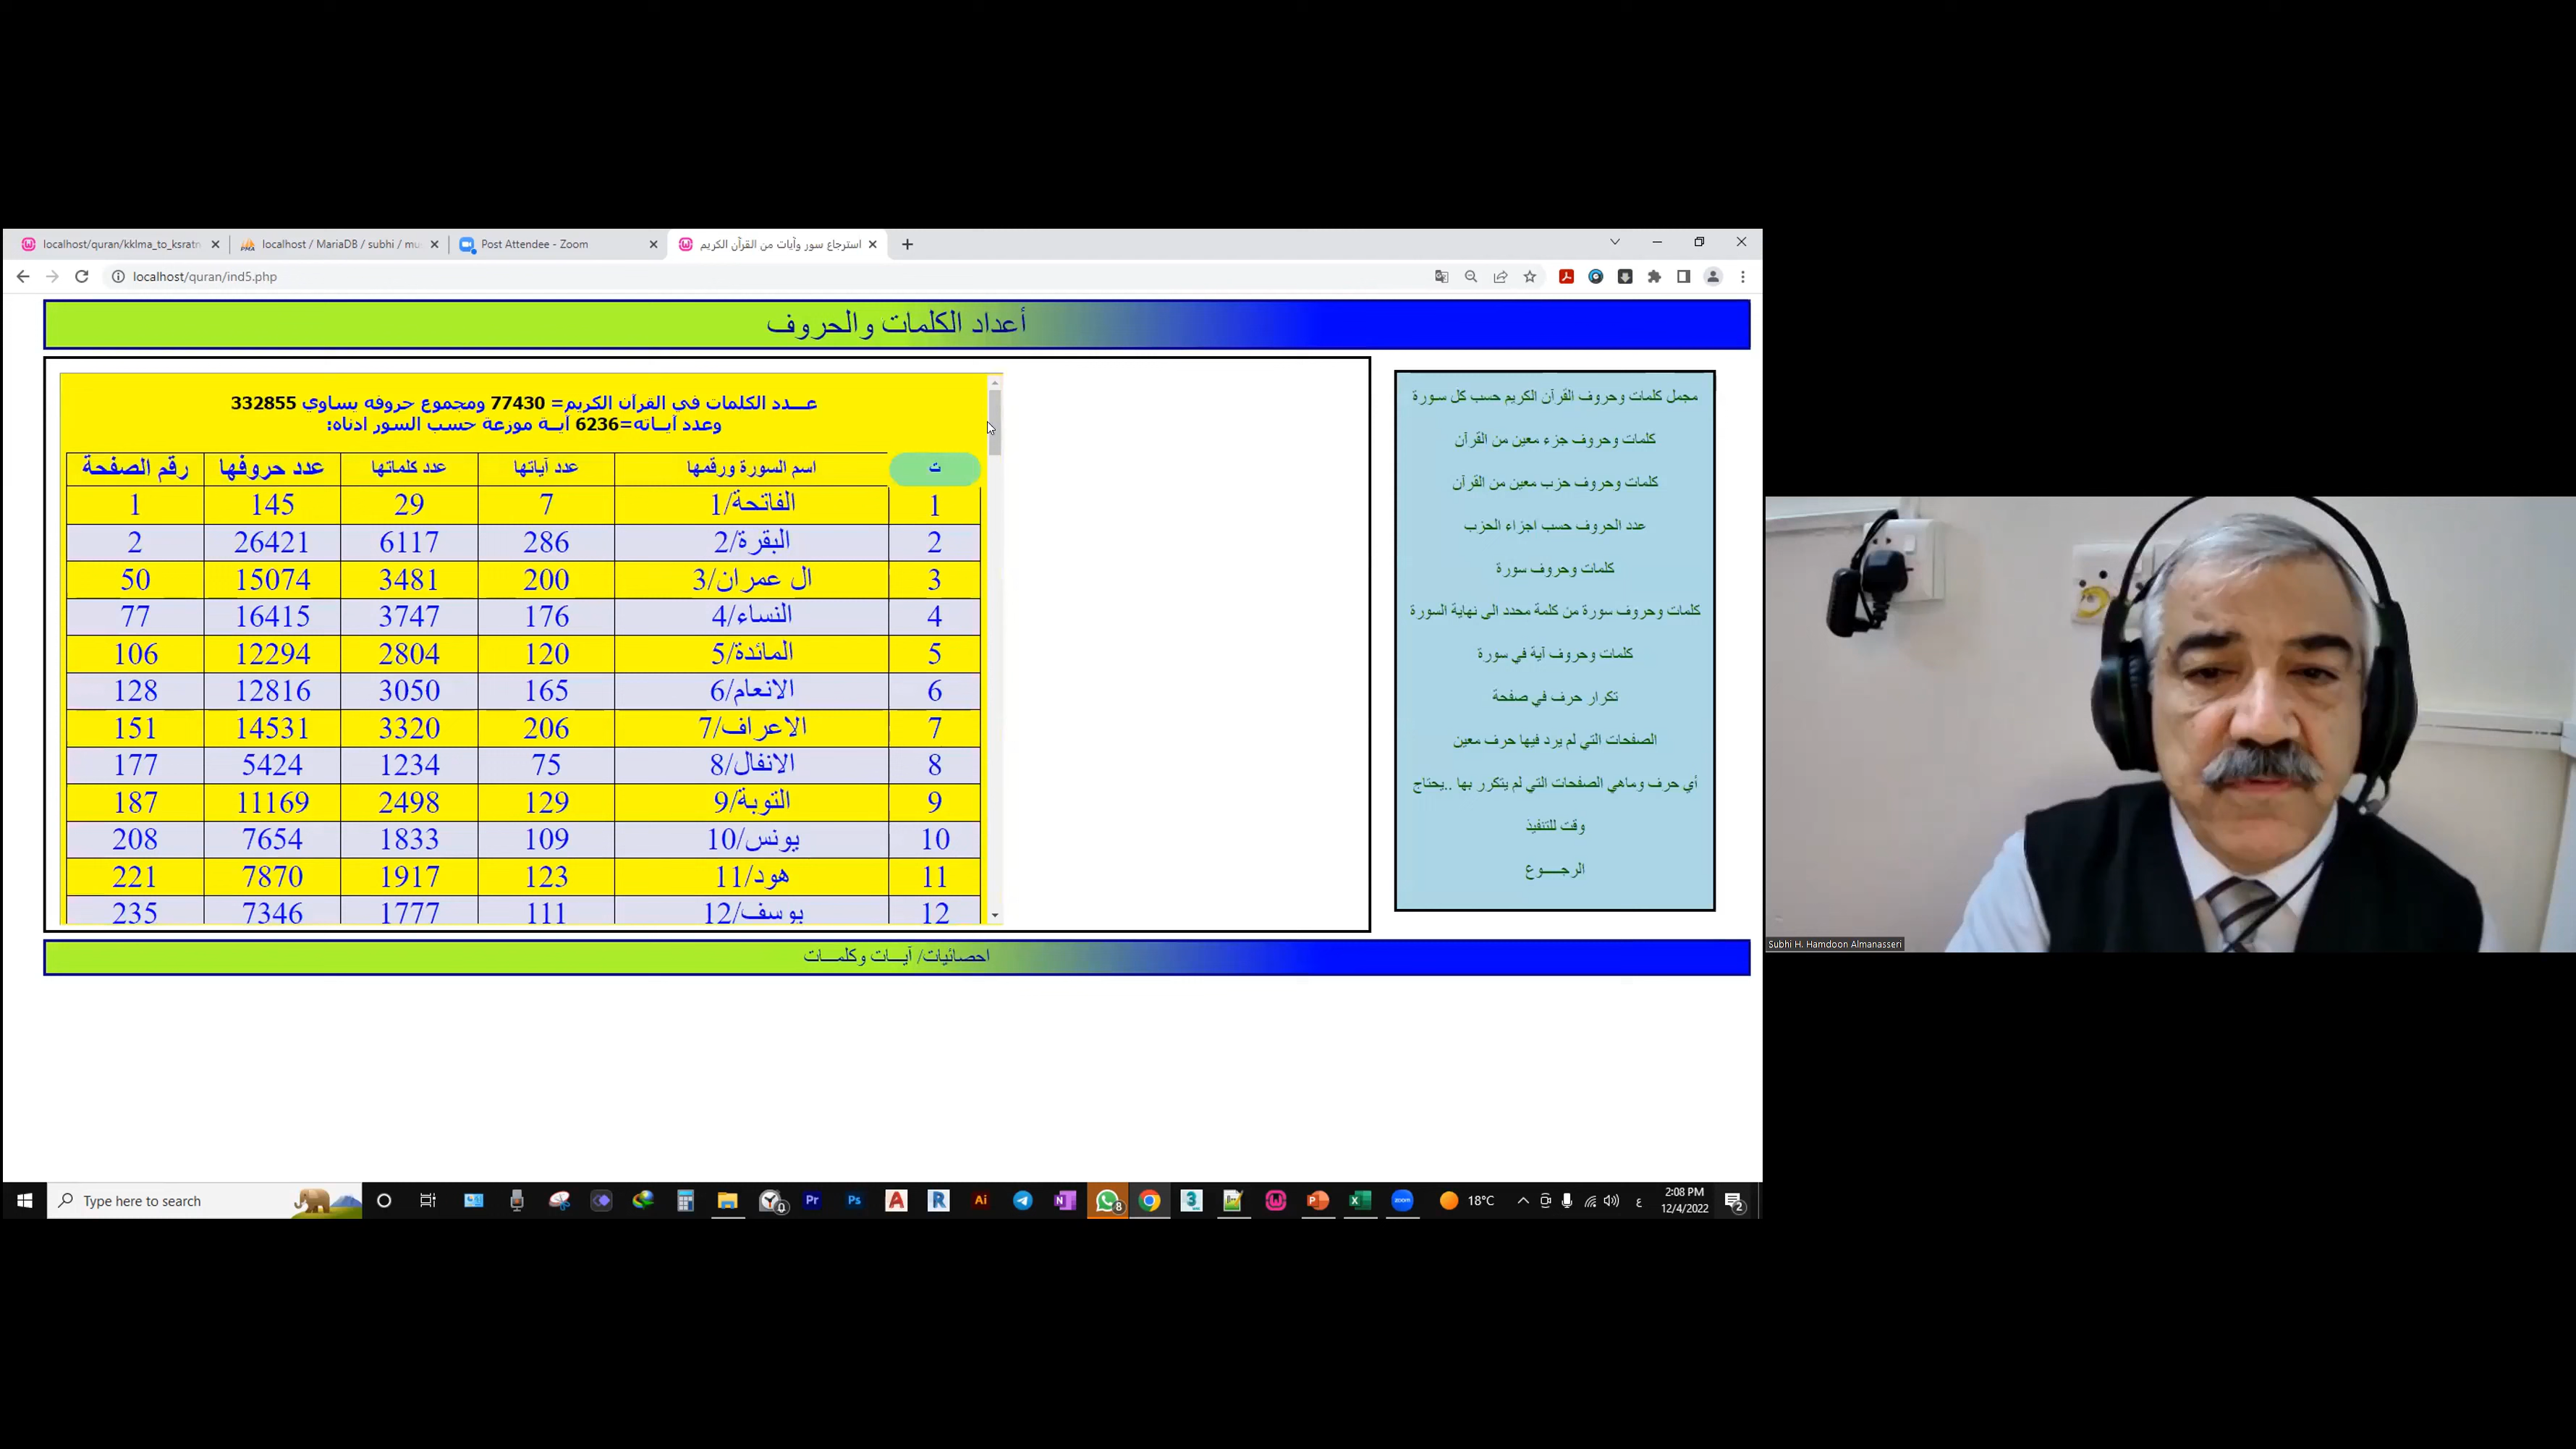 localhost/quran/kklma_to_ksratn
localhost / MariaDB / subhi / mu
Post Attendee - Zoom
استرجاع سور وآيات من القرآن الكريم
localhost/quran/ind5.php
أعداد الكلمات والحروف
عـــدد الكلمات في القرآن الكريم= 77430 ومجموع حروفه يساوي 332855
وعدد آيـــاته=6236 آيـــة موزعة حسب السور ادناه:
ت اسم السورة ورقمها عدد آياتها عدد كلماتها عدد حروفها رقم الصفحة
1 الفاتحة/1 7 29 145 1
2 البقرة/2 286 6117 26421 2
3 ال عمران/3 200 3481 15074 50
4 النساء/4 176 3747 16415 77
5 المائدة/5 120 2804 12294 106
6 الانعام/6 165 3050 12816 128
7 الاعراف/7 206 3320 14531 151
8 الانفال/8 75 1234 5424 177
9 التوبة/9 129 2498 11169 187
10 يونس/10 109 1833 7654 208
11 هود/11 123 1917 7870 221
12 يوسف/12 111 1777 7346 235
مجمل كلمات وحروف القرآن الكريم حسب كل سورة
كلمات وحروف جزء معين من القرآن
كلمات وحروف حزب معين من القرآن
عدد الحروف حسب اجزاء الحزب
كلمات وحروف سورة
كلمات وحروف سورة من كلمة محدد الى نهاية السورة
كلمات وحروف آية في سورة
تكرار حرف في صفحة
الصفحات التي لم يرد فيها حرف معين
أي حرف وماهي الصفحات التي لم يتكرر بها ..يحتاج
وقت للتنفيذ
الرجــــوع
احصائيات/ آيـــات وكلمـــات
Subhi H. Hamdoon Almanasseri
Type here to search
18°C
ع
2:08 PM
12/4/2022